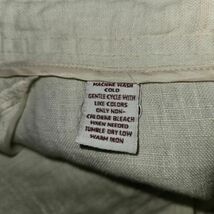 MACHINE WASH
COLD
GENTLE CYCLE WITH
LIKE COLORS
ONLY NON-
CHLORINE BLEACH
WHEN NEEDED
TUMBLE DRY LOW
WARM IRON